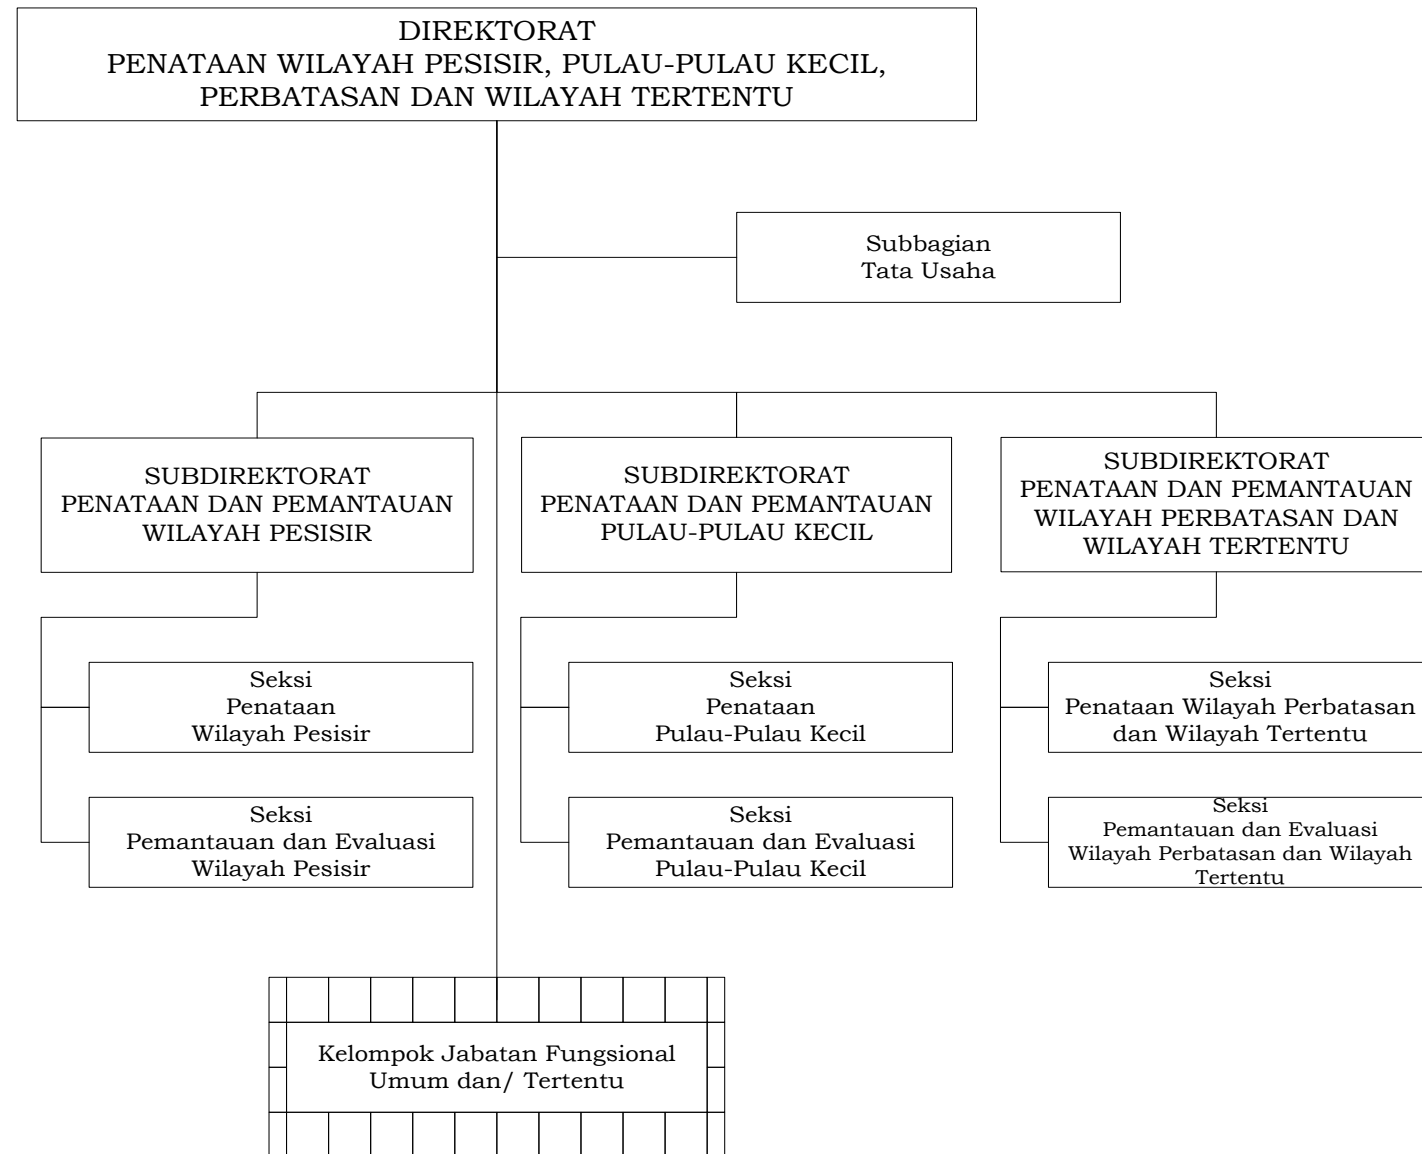 DIREKTORAT
PENATAAN WILAYAH PESISIR, PULAU-PULAU KECIL,
PERBATASAN DAN WILAYAH TERTENTU
Subbagian
Tata Usaha
SUBDIREKTORAT
PENATAAN DAN PEMANTAUAN
WILAYAH PESISIR
SUBDIREKTORAT
PENATAAN DAN PEMANTAUAN
PULAU-PULAU KECIL
SUBDIREKTORAT
PENATAAN DAN PEMANTAUAN
WILAYAH PERBATASAN DAN
WILAYAH TERTENTU
Seksi
Penataan
Wilayah Pesisir
Seksi
Penataan
Pulau-Pulau Kecil
Seksi
Penataan Wilayah Perbatasan
dan Wilayah Tertentu
Seksi
Pemantauan dan Evaluasi
Wilayah Pesisir
Seksi
Pemantauan dan Evaluasi
Pulau-Pulau Kecil
Seksi
Pemantauan dan Evaluasi
Wilayah Perbatasan dan Wilayah
Tertentu
Kelompok Jabatan Fungsional
Umum dan/ Tertentu